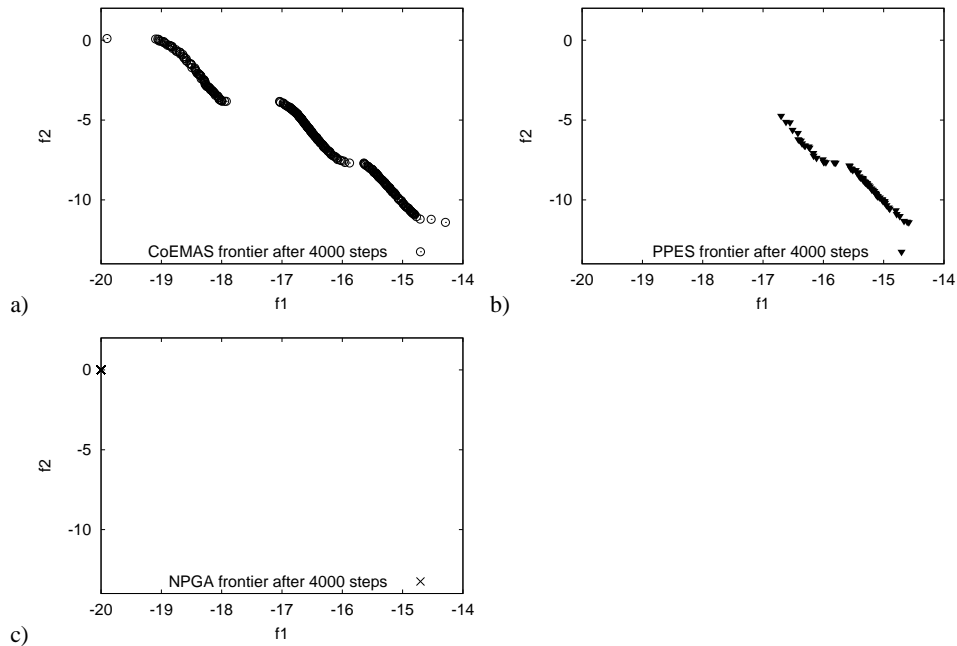 0
-5
-10
f2
CoEMAS frontier after 4000 steps
-20 -19 -18 -17 -16 -15 -14
f1
a)
0
-5
-10
f2
PPES frontier after 4000 steps
-20 -19 -18 -17 -16 -15 -14
f1
b)
0
-5
-10
f2
NPGA frontier after 4000 steps
-20 -19 -18 -17 -16 -15 -14
f1
c)